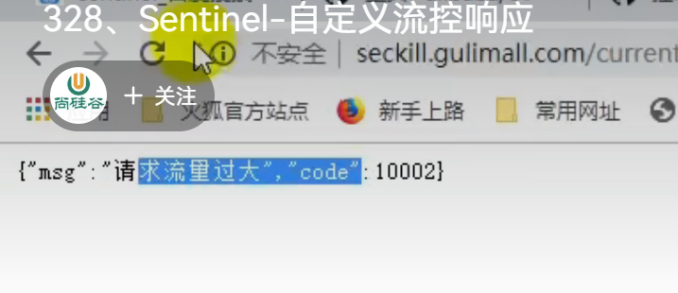 328、Sentinel-自定义流控响应
不安全 | seckill.gulimall.com/current
尚硅谷 + 关注
火狐官方站点 新手上路 常用网址
{"msg":"请求流量过大","code":10002}